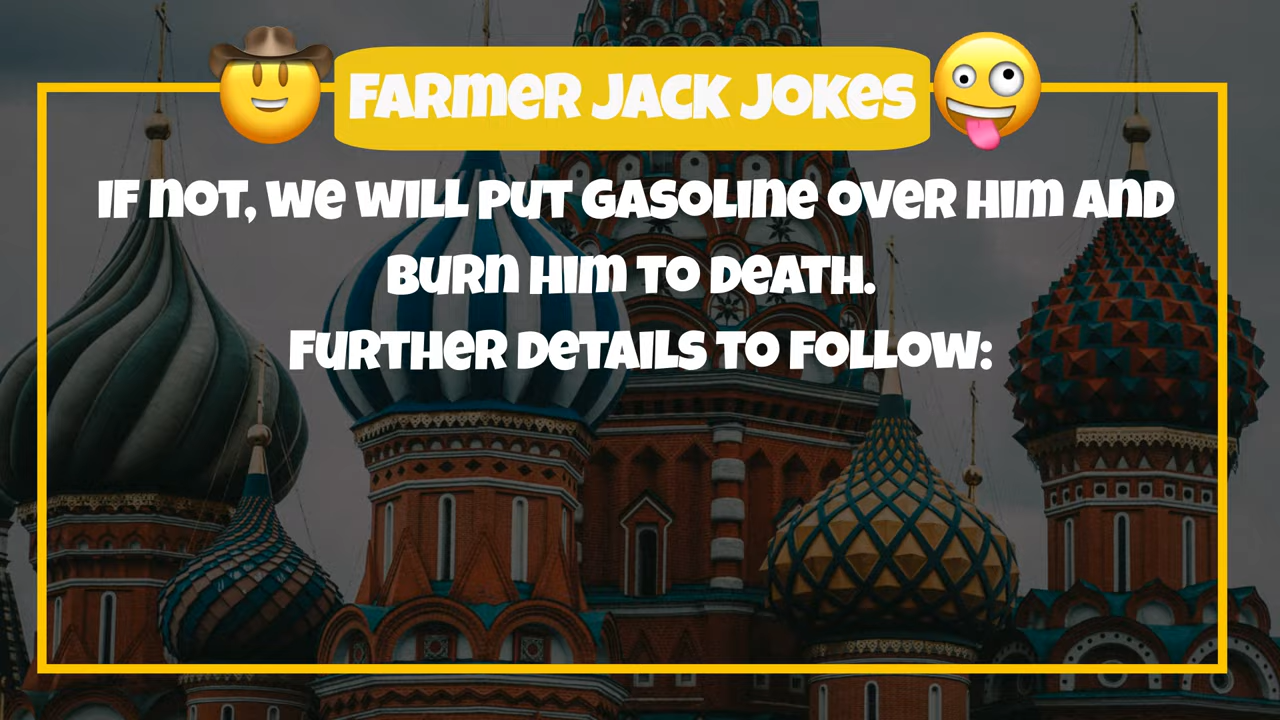 FARMER JACK JOKES
IF NOT, WE WILL PUT GASOLINE OVER HIM AND
BURN HIM TO DEATH.
FURTHER DETAILS TO FOLLOW: